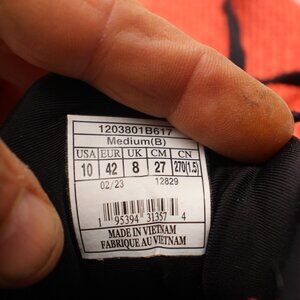 1203801B617
Medium(B)
USA EUR UK CM CN
10 42 8 27 270(1.5)
02/23 12829
1 95394 31357 4
MADE IN VIETNAM
FABRIQUE AU VIETNAM